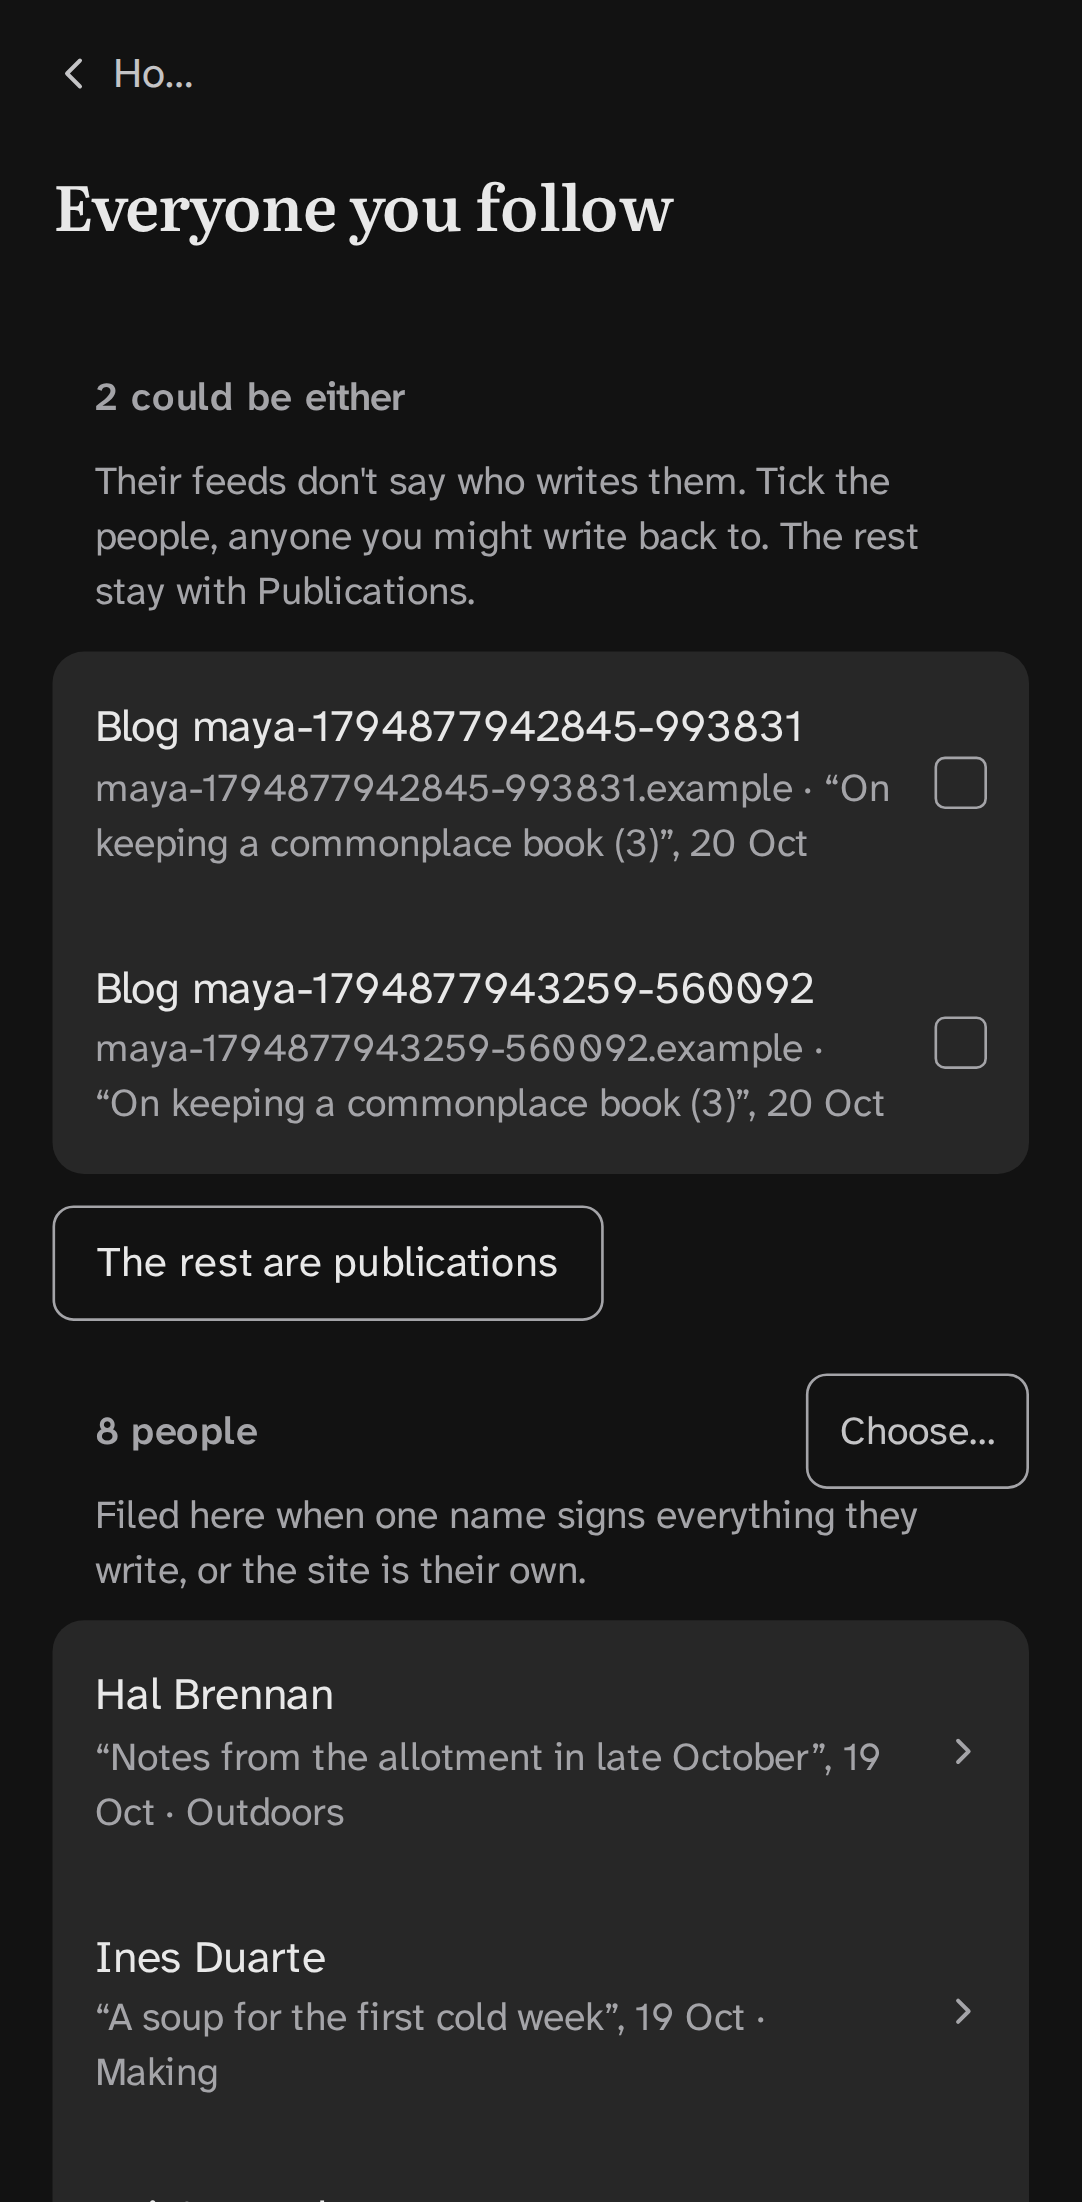 Ho...
Everyone you follow
2 could be either
Their feeds don't say who writes them. Tick the
people, anyone you might write back to. The rest
stay with Publications.
Blog maya-1794877942845-993831
maya-1794877942845-993831.example · “On
keeping a commonplace book (3)”, 20 Oct
Blog maya-1794877943259-560092
maya-1794877943259-560092.example ·
“On keeping a commonplace book (3)”, 20 Oct
The rest are publications
8 people
Choose...
Filed here when one name signs everything they
write, or the site is their own.
Hal Brennan
“Notes from the allotment in late October”, 19
Oct · Outdoors
Ines Duarte
“A soup for the first cold week”, 19 Oct ·
Making